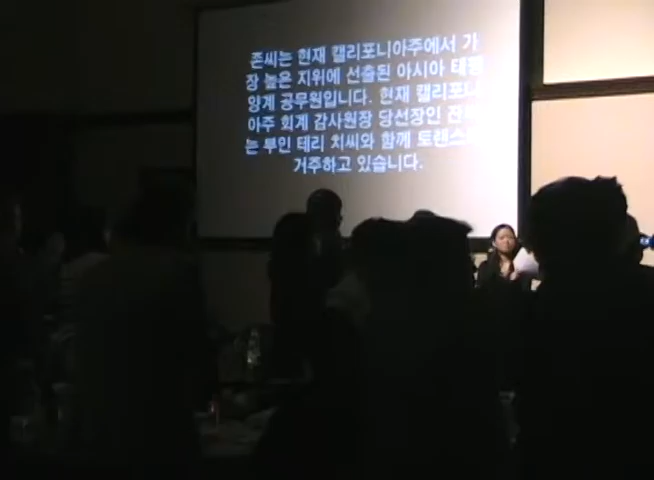 존씨는 현재 캘리포니아주에서 가
장 높은 지위에 선출된 아시아 태평
양계 공무원입니다. 현재 캘리포니
아주 회계 감사원장 당선장인
는 부인 테리 치씨와 함께 토랜스
거주하고 있습니다.